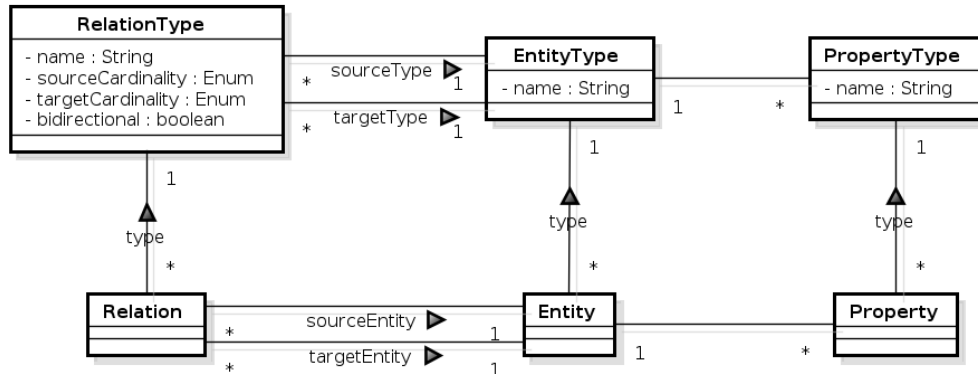 RelationType
- name : String
- sourceCardinality : Enum
- targetCardinality : Enum
- bidirectional : boolean
EntityType
- name : String
PropertyType
- name : String
* sourceType 1
* targetType 1
1 *
1 1 1
type type type
* * *
Relation
Entity
Property
* sourceEntity 1
* targetEntity 1
1 *